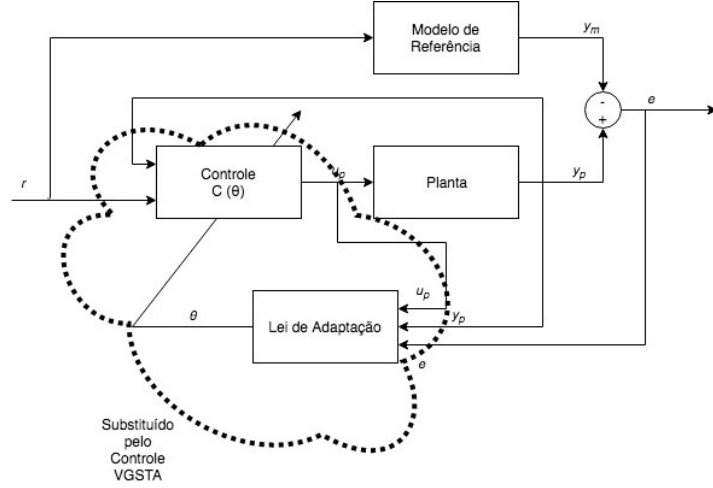 Modelo de
Referência
y_m
-
+
e
r
Controle
C (θ)
u_p
Planta
y_p
u_p
θ
Lei de Adaptação
y_p
e
Substituído
pelo
Controle
VGSTA